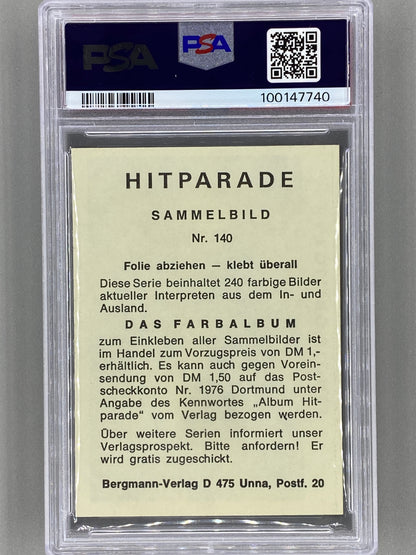 PSA
PSA
100147740
HITPARADE
SAMMELBILD
Nr. 140
Folie abziehen — klebt überall
Diese Serie beinhaltet 240 farbige Bilder
aktueller Interpreten aus dem In- und
Ausland.
DAS FARBALBUM
zum Einkleben aller Sammelbilder ist
im Handel zum Vorzugspreis von DM 1,-
erhältlich. Es kann auch gegen Vorein-
sendung von DM 1,50 auf das Post-
scheckkonto Nr. 1976 Dortmund unter
Angabe des Kennwortes „Album Hit-
parade" vom Verlag bezogen werden.
Über weitere Serien informiert unser
Verlagsprospekt. Bitte anfordern! Er
wird gratis zugeschickt.
Bergmann-Verlag D 475 Unna, Postf. 20